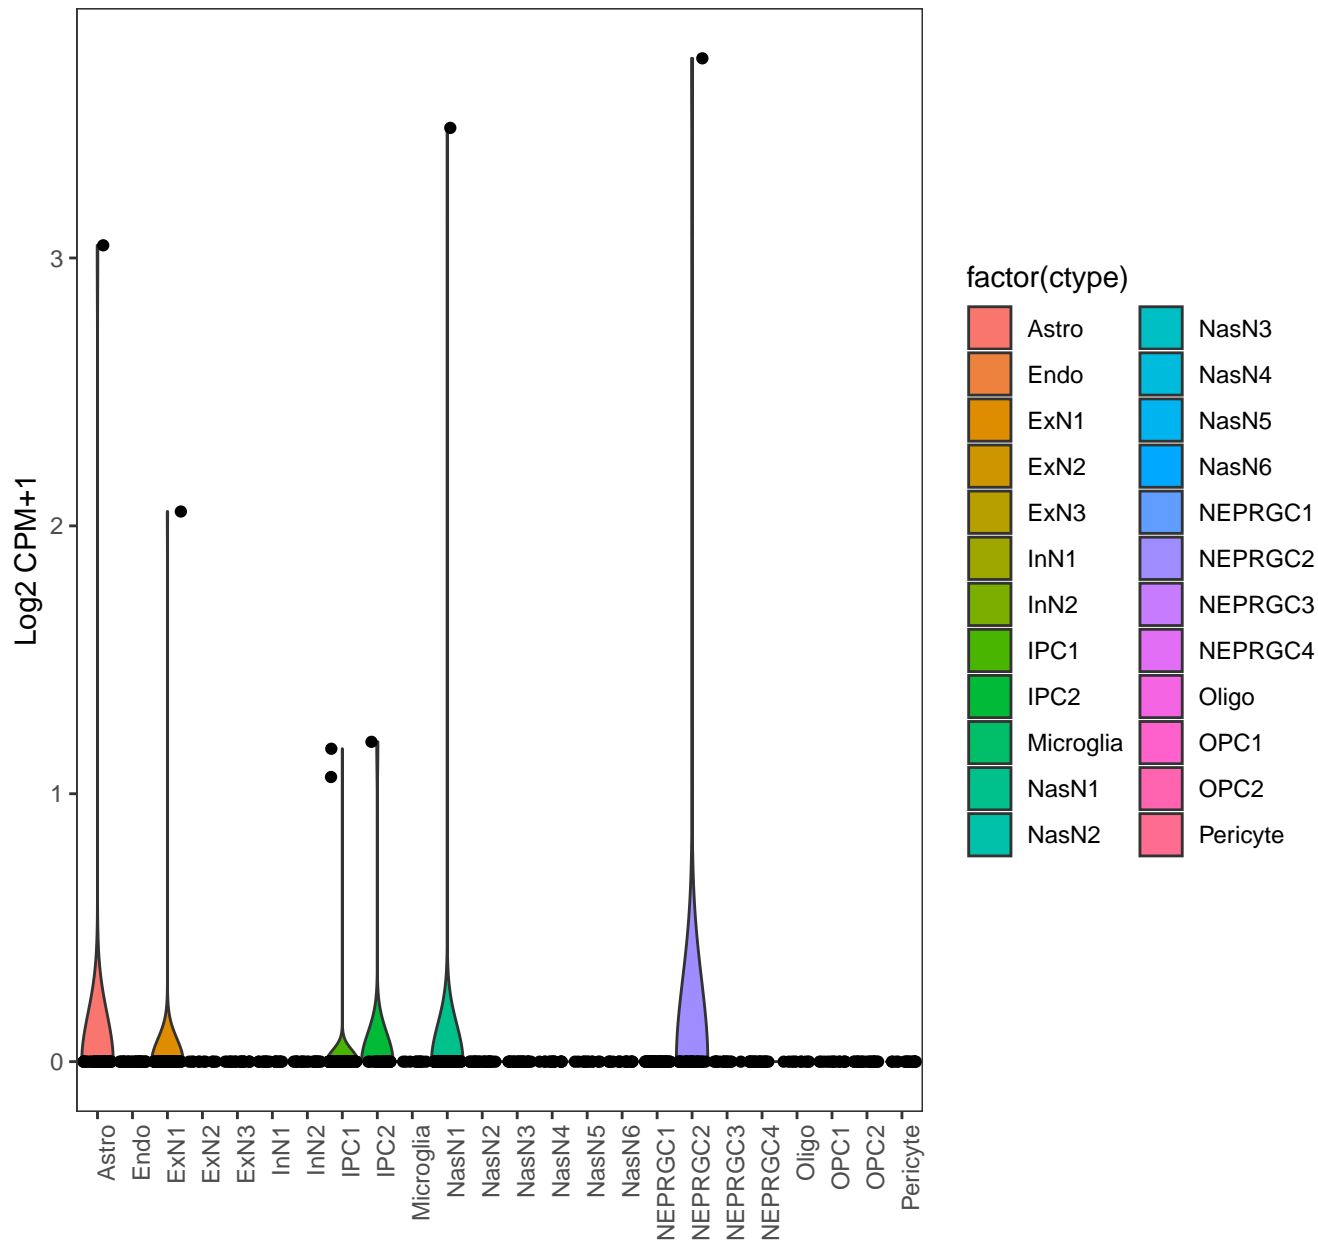 Log2 CPM+1
3
2
1
0
Astro
Endo
ExN1
ExN2
ExN3
InN1
InN2
IPC1
IPC2
Microglia
NasN1
NasN2
NasN3
NasN4
NasN5
NasN6
NEPRGC1
NEPRGC2
NEPRGC3
NEPRGC4
Oligo
OPC1
OPC2
Pericyte
factor(ctype)
Astro
Endo
ExN1
ExN2
ExN3
InN1
InN2
IPC1
IPC2
Microglia
NasN1
NasN2
NasN3
NasN4
NasN5
NasN6
NEPRGC1
NEPRGC2
NEPRGC3
NEPRGC4
Oligo
OPC1
OPC2
Pericyte